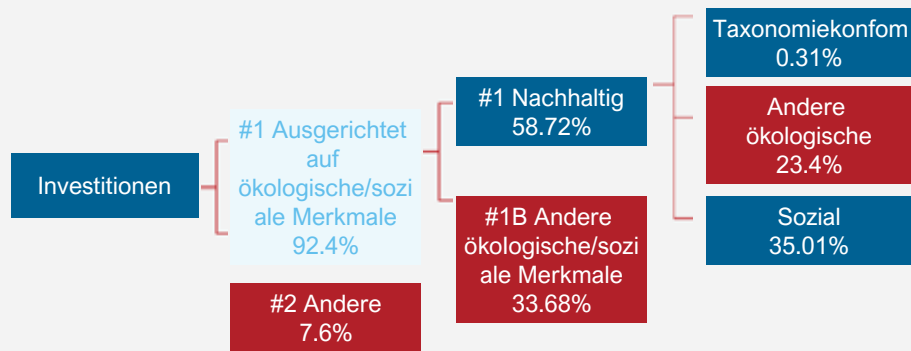 Investitionen
#1 Ausgerichtet
auf
ökologische/sozi
ale Merkmale
92.4%
#2 Andere
7.6%
#1 Nachhaltig
58.72%
#1B Andere
ökologische/sozi
ale Merkmale
33.68%
Taxonomiekonfom
0.31%
Andere
ökologische
23.4%
Sozial
35.01%